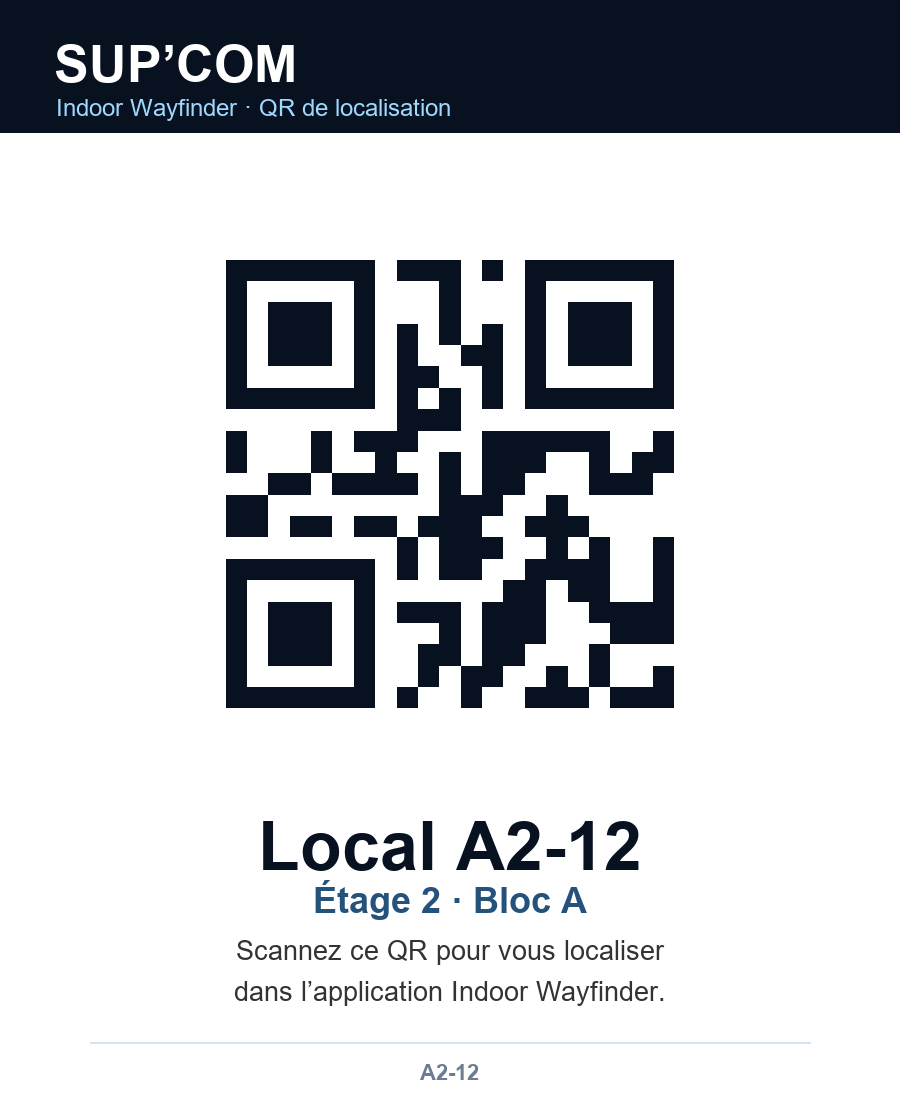 SUP’COM
Indoor Wayfinder · QR de localisation
Local A2-12
Étage 2 · Bloc A
Scannez ce QR pour vous localiser
dans l’application Indoor Wayfinder.
A2-12